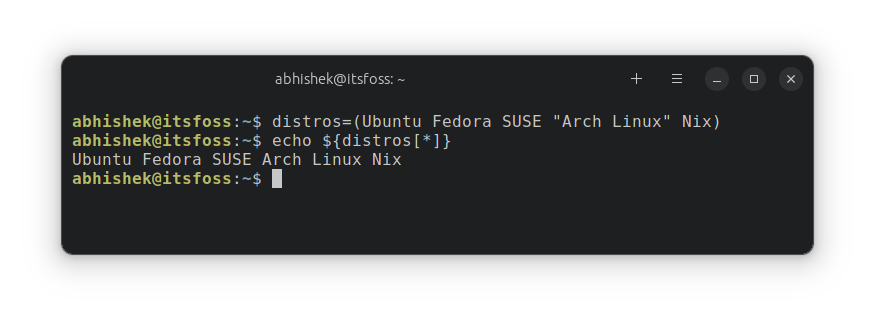 abhishek@itsfoss: ~
abhishek@itsfoss:~$ distros=(Ubuntu Fedora SUSE "Arch Linux" Nix)
abhishek@itsfoss:~$ echo ${distros[*]}
Ubuntu Fedora SUSE Arch Linux Nix
abhishek@itsfoss:~$